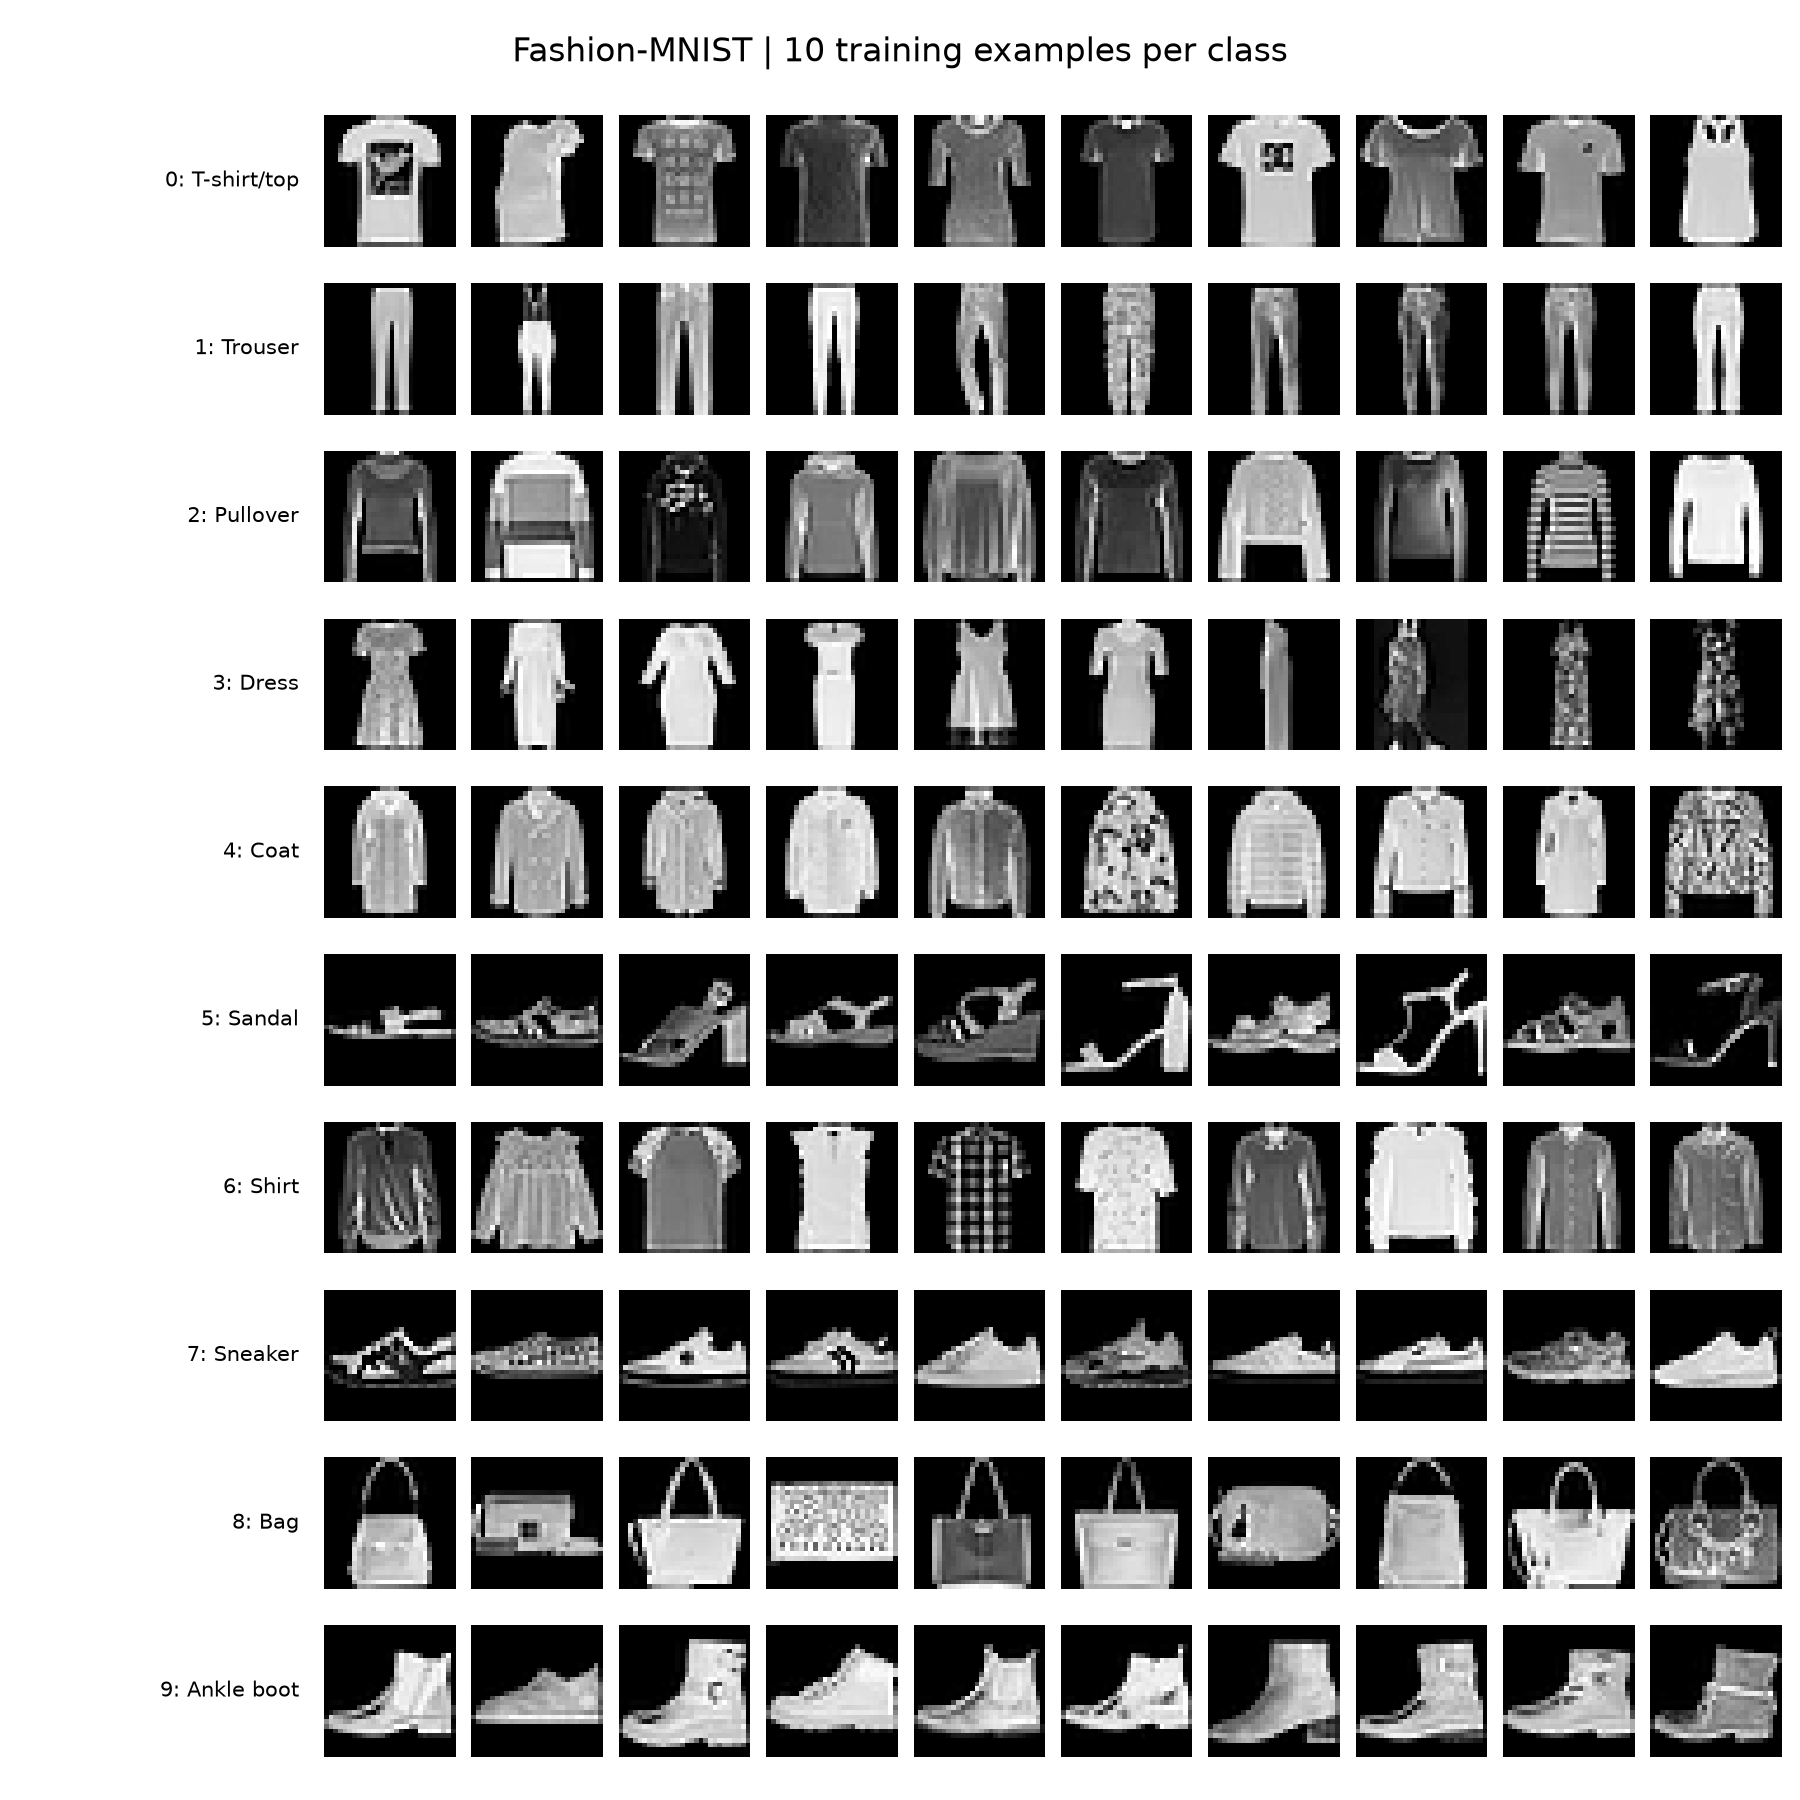 Fashion-MNIST | 10 training examples per class
0: T-shirt/top
1: Trouser
2: Pullover
3: Dress
4: Coat
5: Sandal
6: Shirt
7: Sneaker
8: Bag
9: Ankle boot